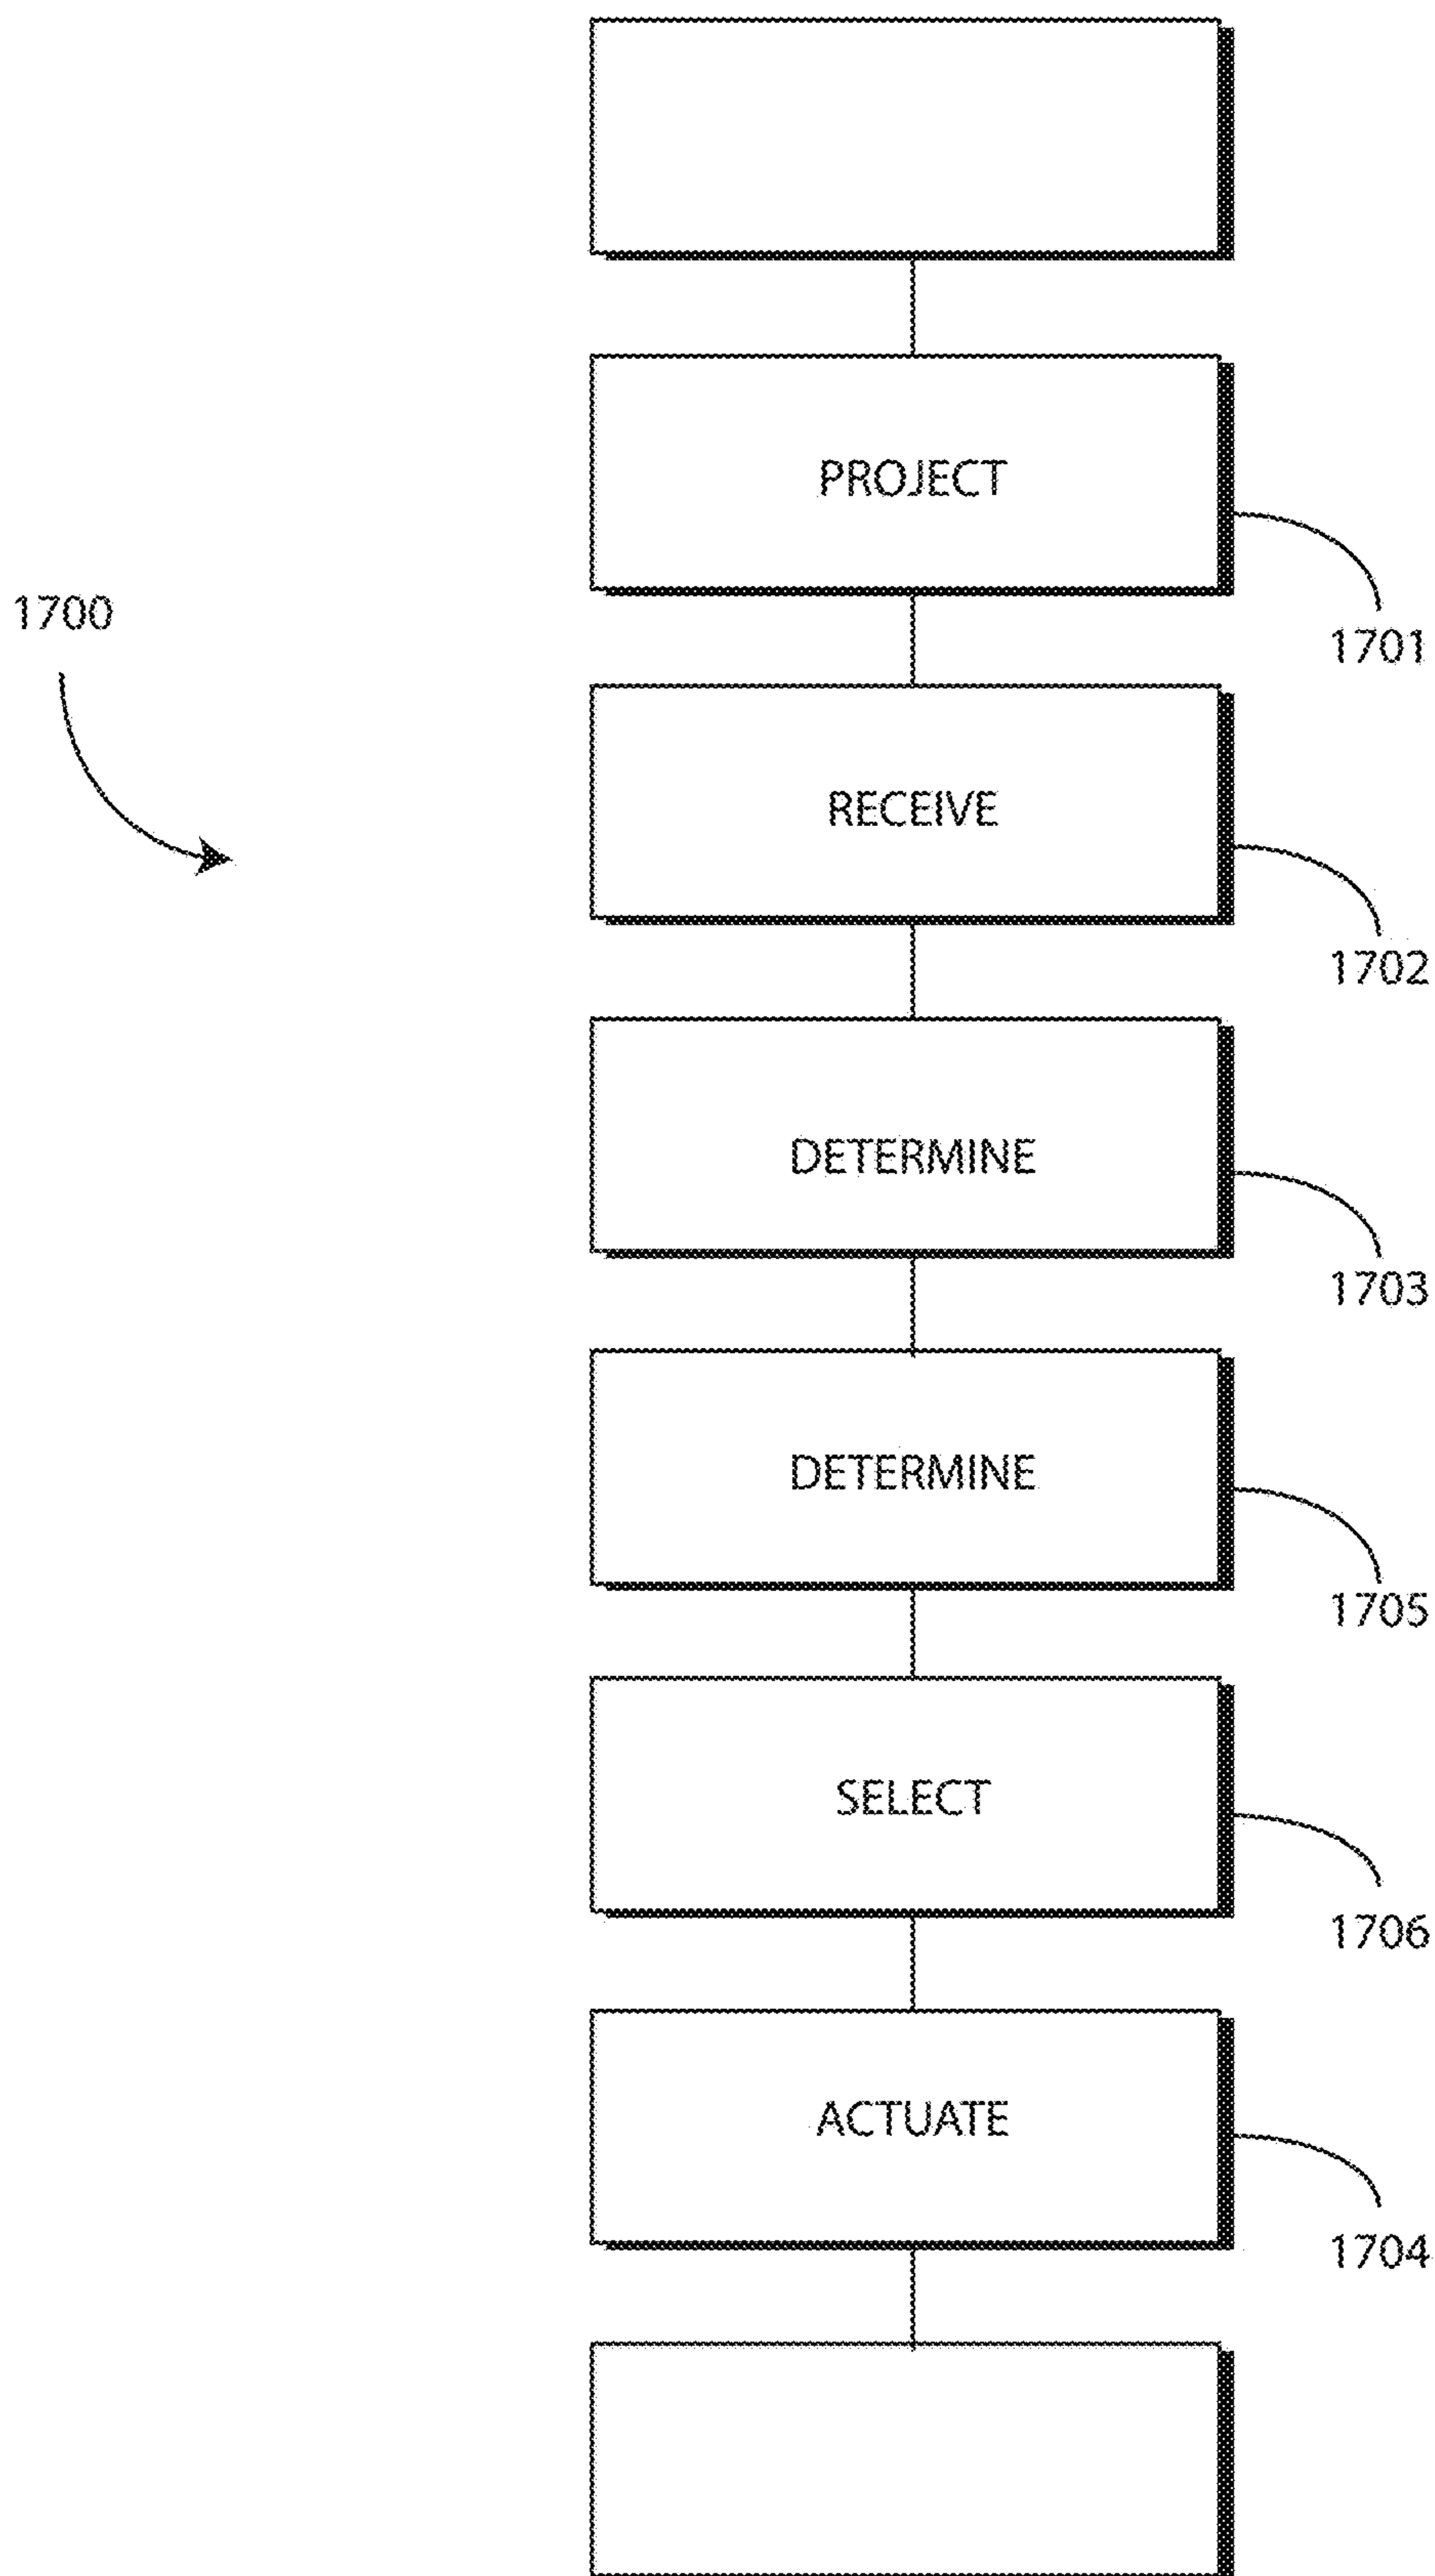 PROJECT
1700
1701
RECEIVE
1702
DETERMINE
1703
DETERMINE
1705
SELECT
1706
ACTUATE
1704